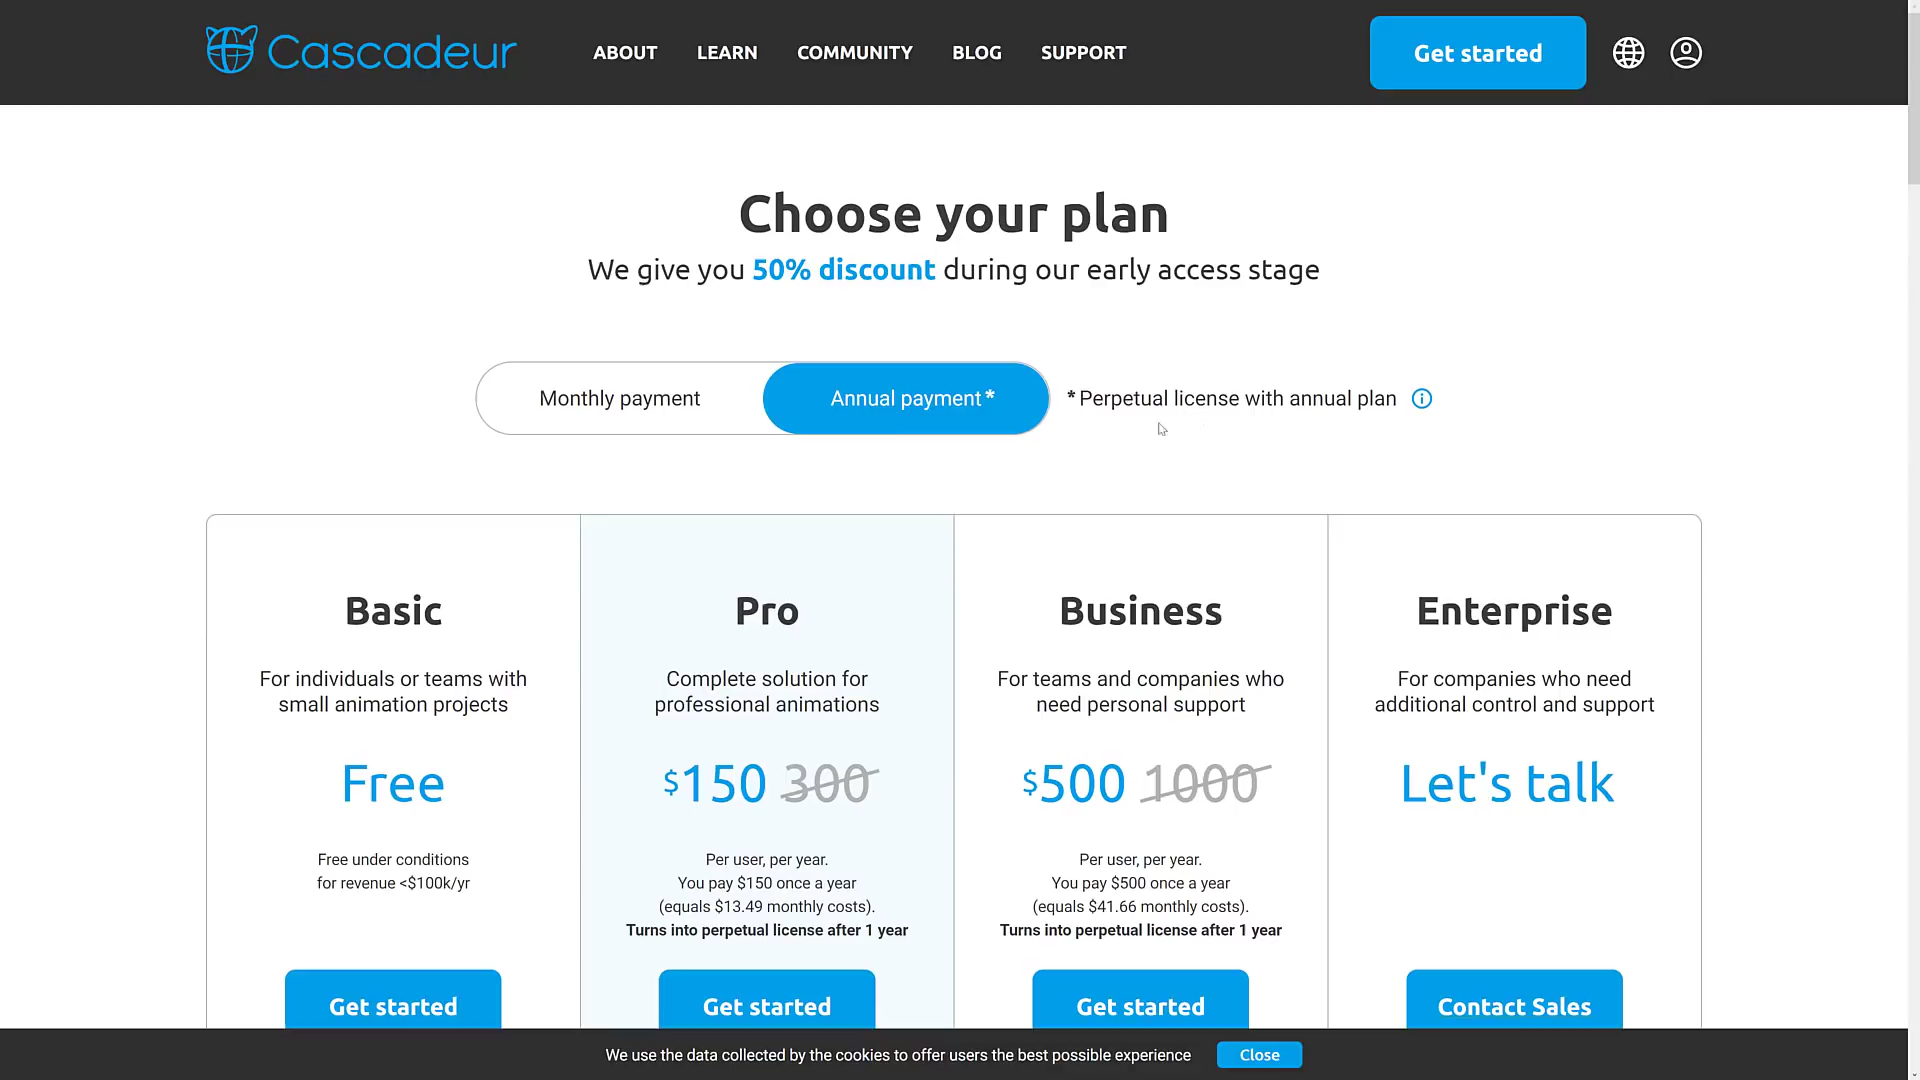 Cascadeur
ABOUT LEARN COMMUNITY BLOG SUPPORT Get started
Choose your plan
We give you 50% discount during our early access stage
Monthly payment Annual payment* * Perpetual license with annual plan
Basic
For individuals or teams with
small animation projects
Free
Free under conditions
for revenue <$100k/yr
Get started
Pro
Complete solution for
professional animations
$150 300
Per user, per year.
You pay $150 once a year
(equals $13.49 monthly costs).
Turns into perpetual license after 1 year
Get started
Business
For teams and companies who
need personal support
$500 1000
Per user, per year.
You pay $500 once a year
(equals $41.66 monthly costs).
Turns into perpetual license after 1 year
Get started
Enterprise
For companies who need
additional control and support
Let's talk
Contact Sales
We use the data collected by the cookies to offer users the best possible experience Close